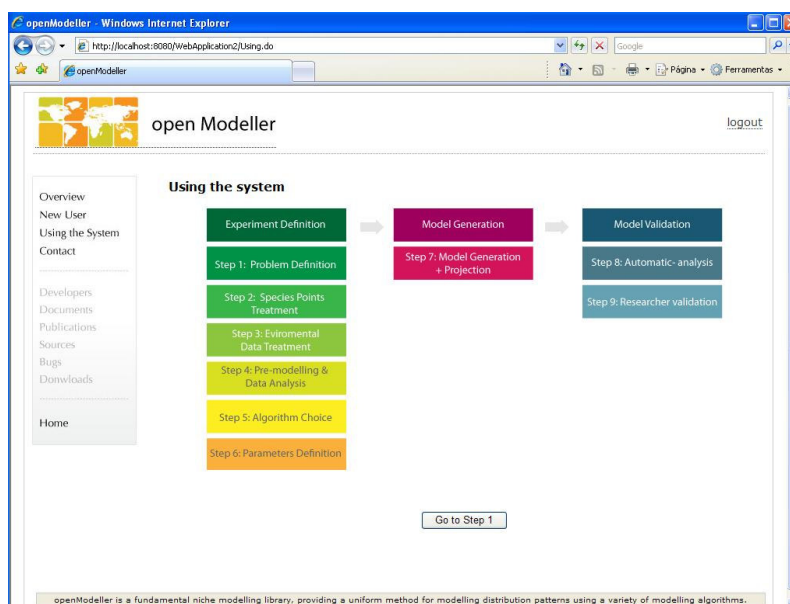 openModeller - Windows Internet Explorer
http://localhost:8080/WebApplication2/Using.do
Google
openModeller
Página
Ferramentas
open Modeller
logout
Overview
New User
Using the System
Contact
Developers
Documents
Publications
Sources
Bugs
Donwloads
Home
Using the system
Experiment Definition
Step 1: Problem Definition
Step 2: Species Points
Treatment
Step 3: Eviromental
Data Treatment
Step 4: Pre-modelling &
Data Analysis
Step 5: Algorithm Choice
Step 6: Parameters Definition
Model Generation
Step 7: Model Generation
+ Projection
Model Validation
Step 8: Automatic- analysis
Step 9: Researcher validation
Go to Step 1
openModeller is a fundamental niche modelling library, providing a uniform method for modelling distribution patterns using a variety of modelling algorithms.